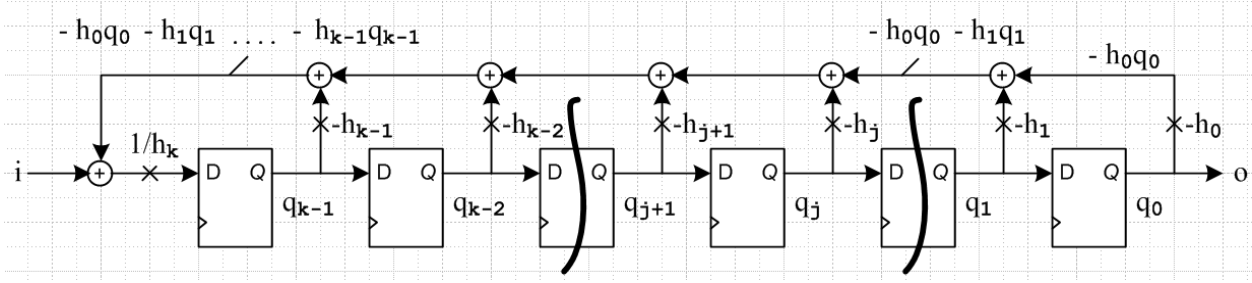 - h₀q₀ - h₁q₁ .... - hₖ₋₁qₖ₋₁
- h₀q₀ - h₁q₁
- h₀q₀
+ + + + +
-hₖ₋₁ -hₖ₋₂ -hⱼ₊₁ -hⱼ -h₁ -h₀
1/hₖ
i + D Q D Q D Q D Q D Q D Q o
qₖ₋₁ qₖ₋₂ qⱼ₊₁ qⱼ q₁ q₀